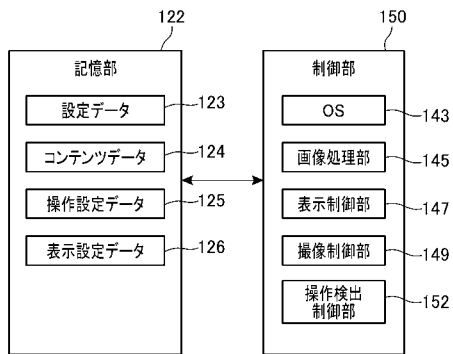 122
記憶部
設定データ 123
コンテンツデータ 124
操作設定データ 125
表示設定データ 126
150
制御部
OS 143
画像処理部 145
表示制御部 147
撮像制御部 149
操作検出
制御部 152